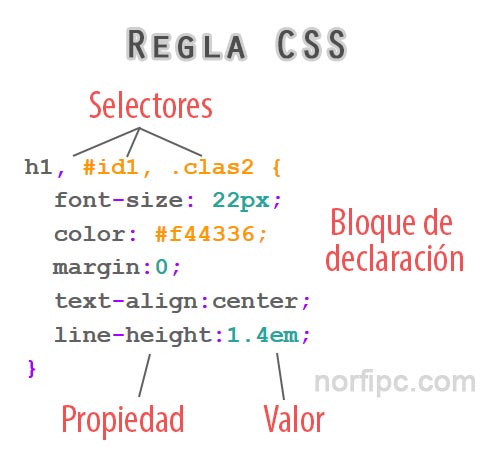 REGLA CSS
Selectores
h1, #id1, .clas2 {
font-size: 22px;
color: #f44336;
margin:0;
text-align:center;
line-height:1.4em;
}
Bloque de
declaración
norfipc.com
Propiedad
Valor